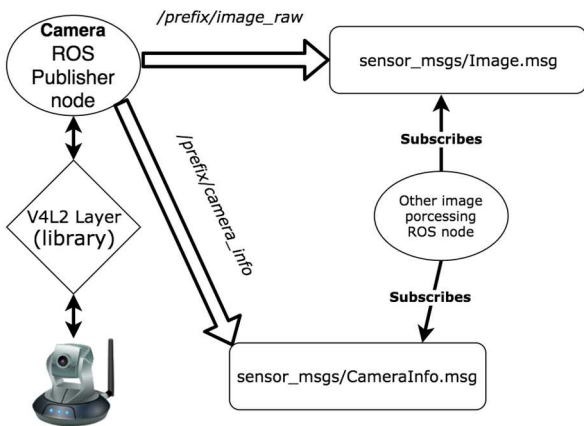 /prefix/image_raw
Camera
ROS
Publisher
node
sensor_msgs/Image.msg
Subscribes
/prefix/camera_info
V4L2 Layer
(library)
Other image
porcessing
ROS node
Subscribes
sensor_msgs/CameraInfo.msg